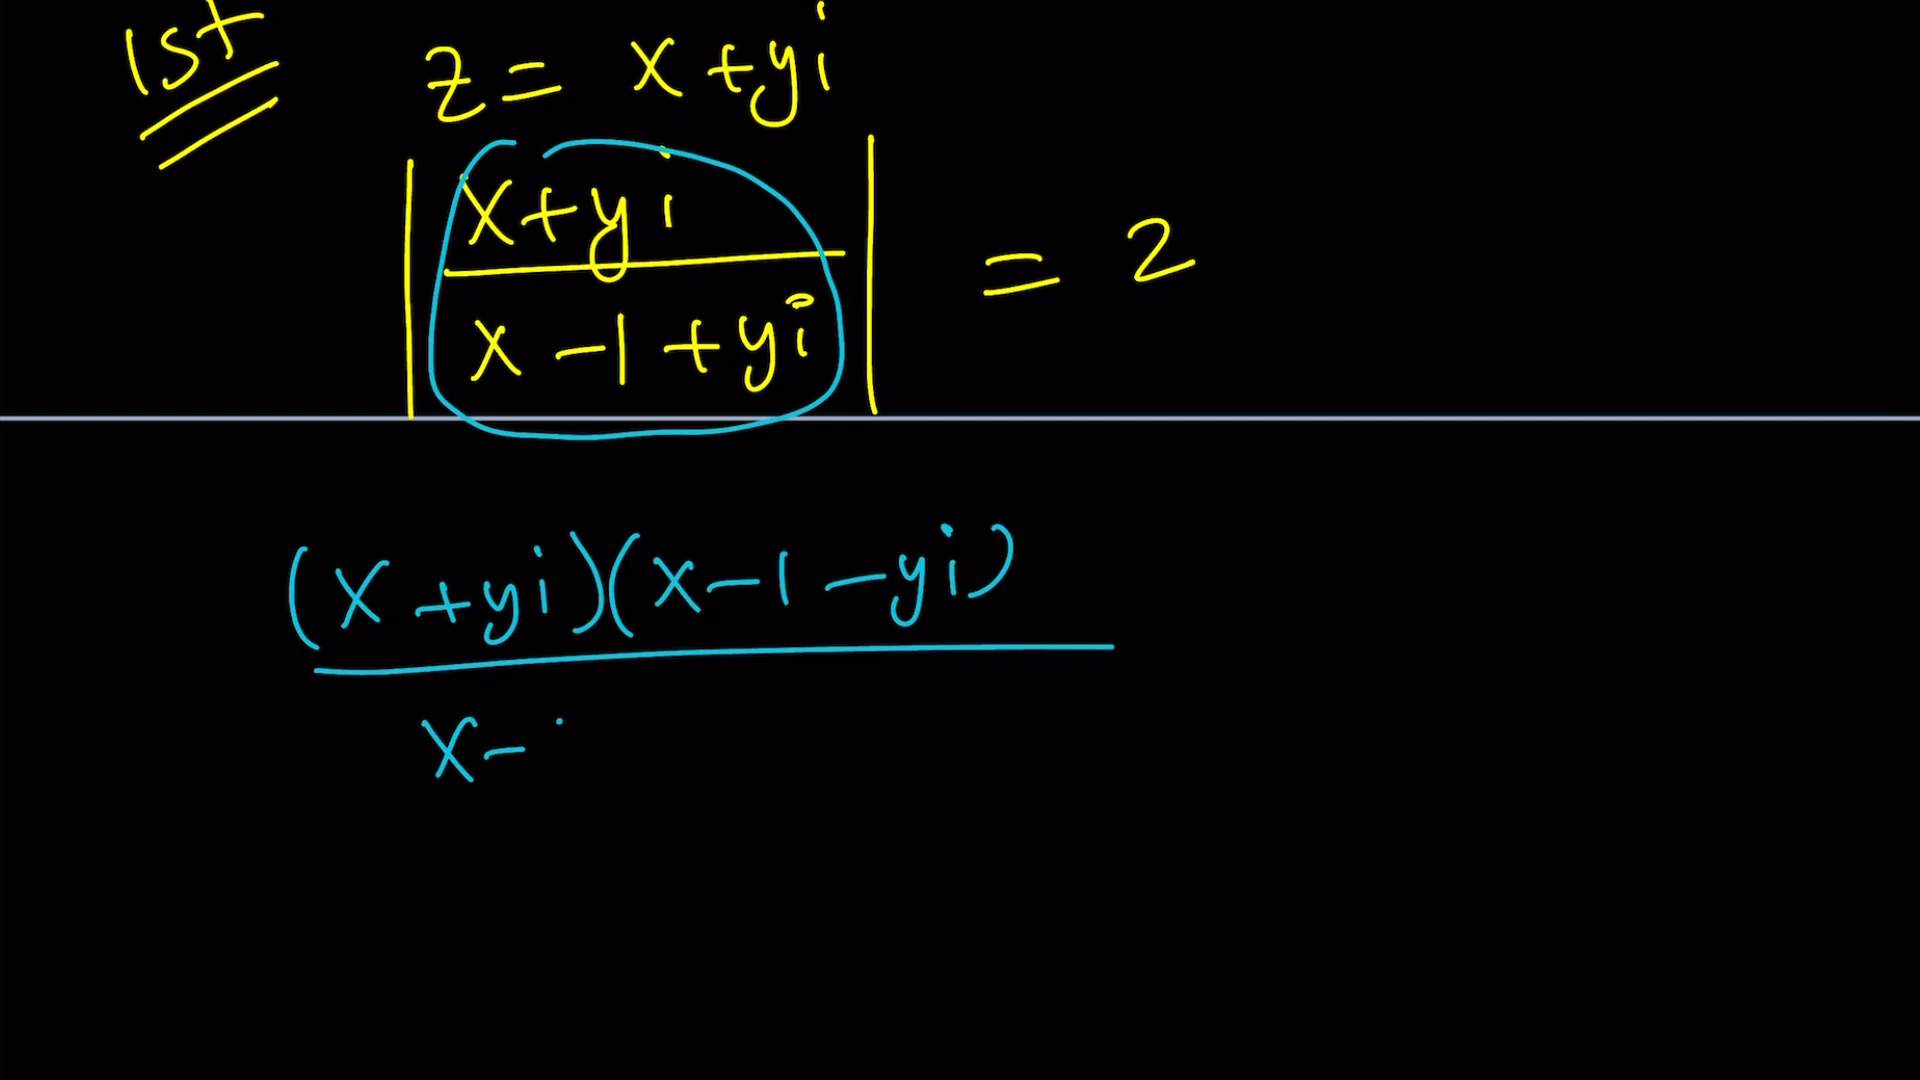 1st
z = x + yi
| x + yi / x - 1 + yi | = 2
(x + yi)(x - 1 - yi)
x -